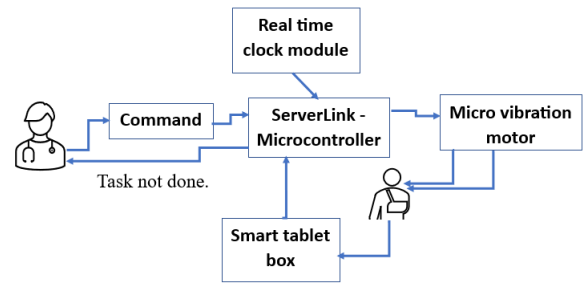 Real time
clock module
Command
ServerLink -
Microcontroller
Micro vibration
motor
Task not done.
Smart tablet
box